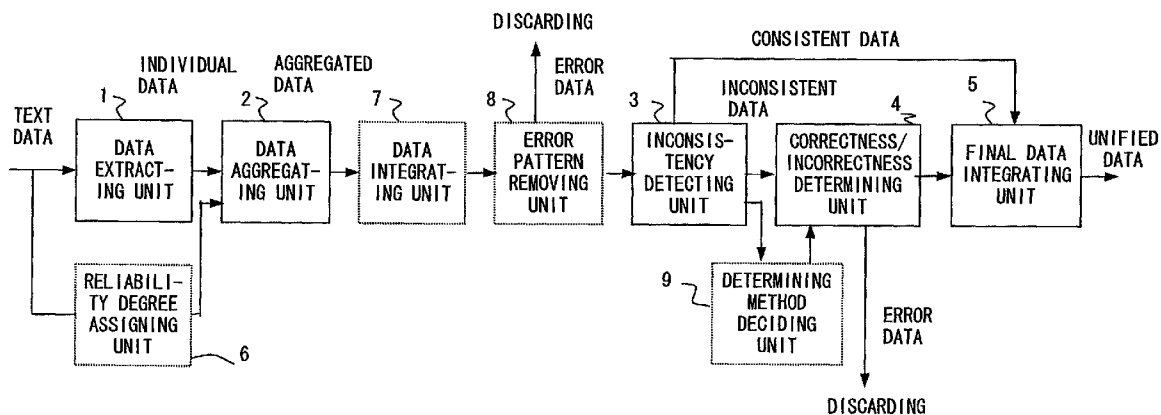 DISCARDING
CONSISTENT DATA
INDIVIDUAL
DATA
AGGREGATED
DATA
ERROR
DATA
INCONSISTENT
DATA
TEXT
DATA
1
2
7
8
3
4
5
DATA
EXTRACT-
ING UNIT
DATA
AGGREGAT-
ING UNIT
DATA
INTEGRAT-
ING UNIT
ERROR
PATTERN
REMOVING
UNIT
INCONSIS-
TENCY
DETECTING
UNIT
CORRECTNESS/
INCORRECTNESS
DETERMINING
UNIT
FINAL DATA
INTEGRATING
UNIT
UNIFIED
DATA
RELIABILI-
TY DEGREE
ASSIGNING
UNIT
6
9
DETERMINING
METHOD
DECIDING
UNIT
ERROR
DATA
DISCARDING